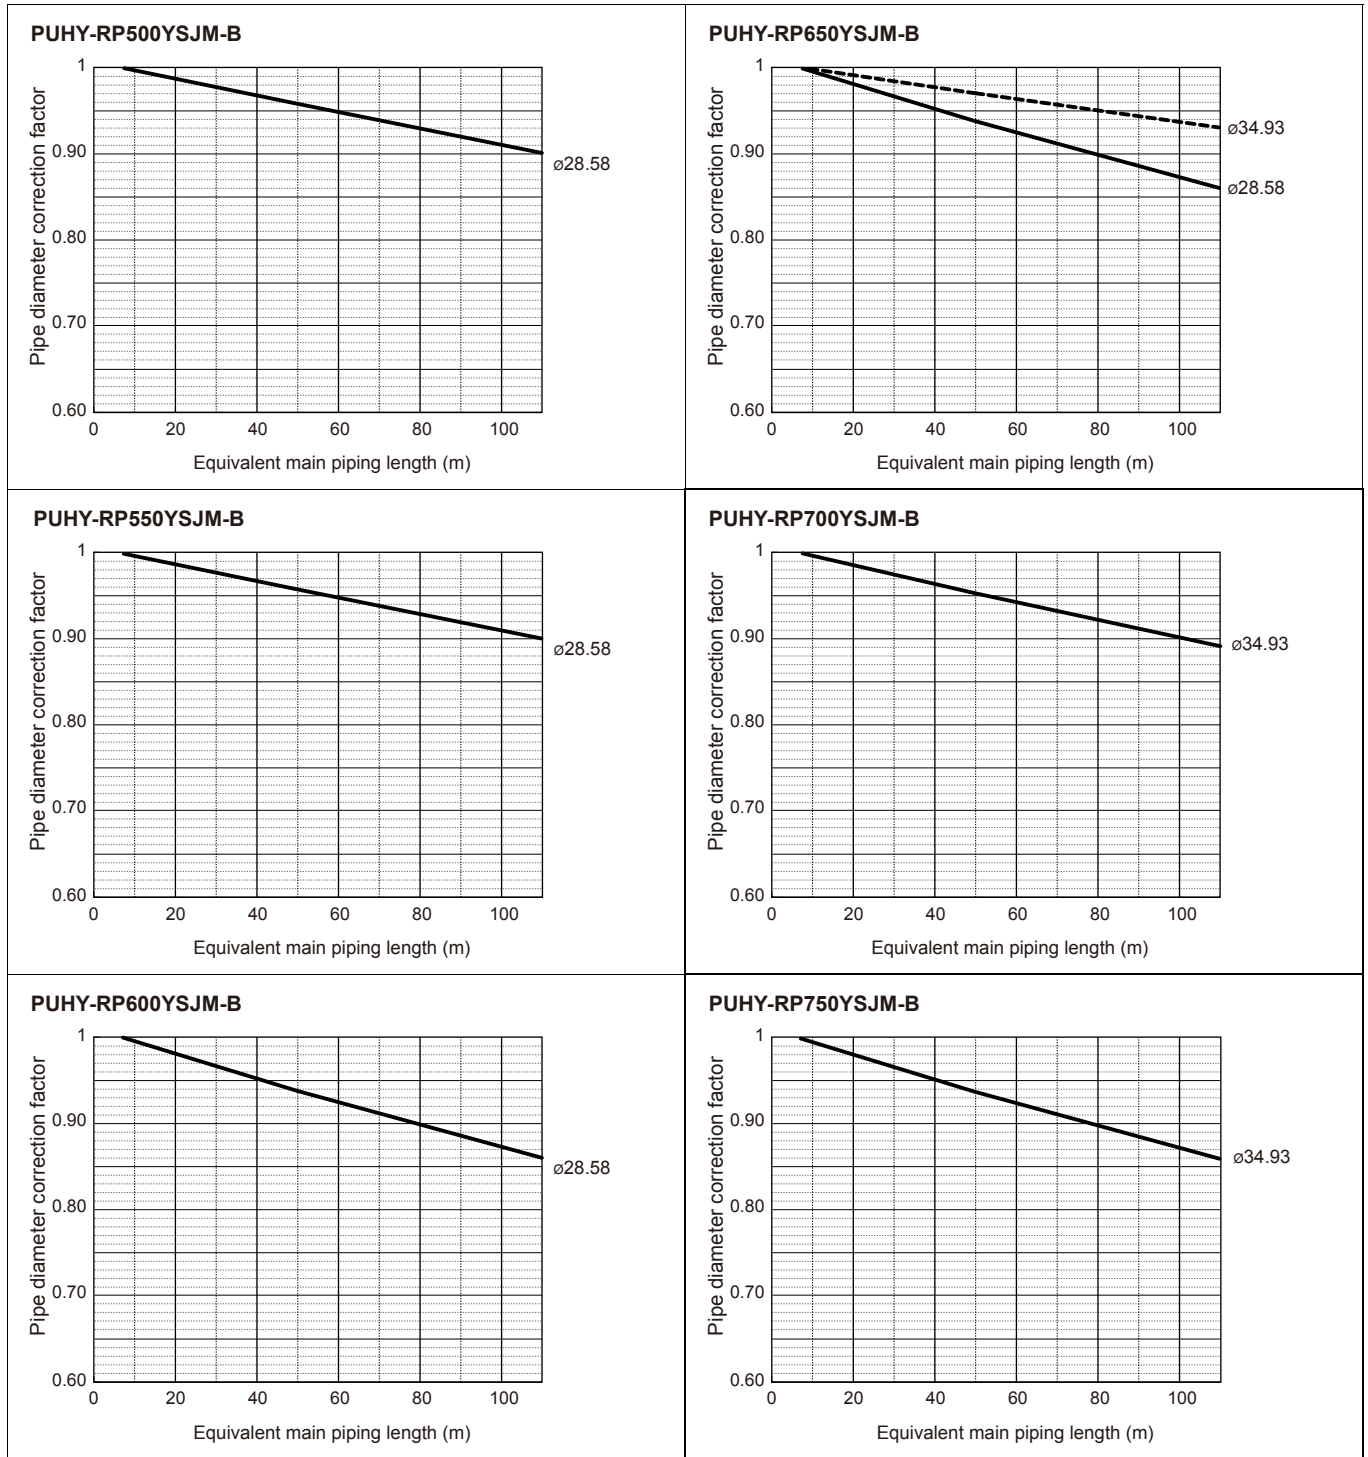 PUHY-RP500YSJM-B
Pipe diameter correction factor
1
0.90
0.80
0.70
0.60
0 20 40 60 80 100
Equivalent main piping length (m)
ø28.58
PUHY-RP650YSJM-B
Pipe diameter correction factor
1
0.90
0.80
0.70
0.60
0 20 40 60 80 100
Equivalent main piping length (m)
ø34.93
ø28.58
PUHY-RP550YSJM-B
Pipe diameter correction factor
1
0.90
0.80
0.70
0.60
0 20 40 60 80 100
Equivalent main piping length (m)
ø28.58
PUHY-RP700YSJM-B
Pipe diameter correction factor
1
0.90
0.80
0.70
0.60
0 20 40 60 80 100
Equivalent main piping length (m)
ø34.93
PUHY-RP600YSJM-B
Pipe diameter correction factor
1
0.90
0.80
0.70
0.60
0 20 40 60 80 100
Equivalent main piping length (m)
ø28.58
PUHY-RP750YSJM-B
Pipe diameter correction factor
1
0.90
0.80
0.70
0.60
0 20 40 60 80 100
Equivalent main piping length (m)
ø34.93